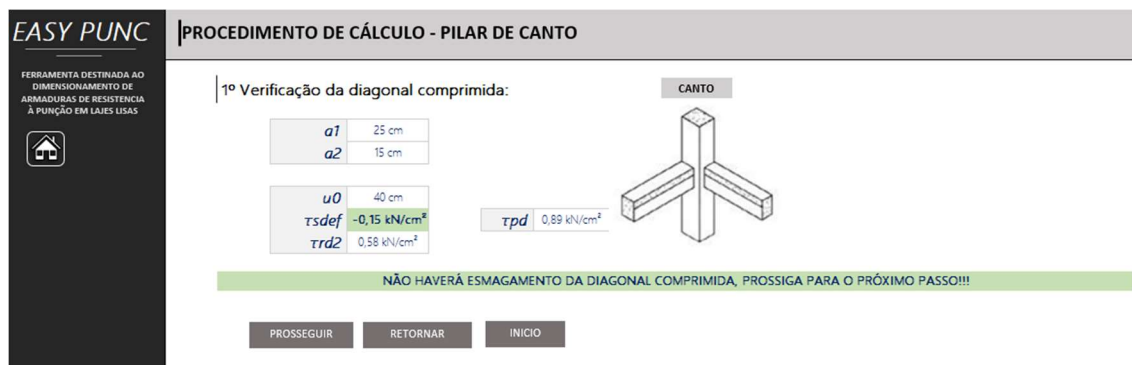 EASY PUNC
FERRAMENTA DESTINADA AO
DIMENSIONAMENTO DE
ARMADURAS DE RESISTENCIA
À PUNÇÃO EM LAJES LISAS
PROCEDIMENTO DE CÁLCULO - PILAR DE CANTO
1º Verificação da diagonal comprimida:
CANTO
a1 25 cm
a2 15 cm
u0 40 cm
τsdef -0,15 kN/cm²
τrd2 0,58 kN/cm²
τpd 0,89 kN/cm²
NÃO HAVERÁ ESMAGAMENTO DA DIAGONAL COMPRIMIDA, PROSSIGA PARA O PRÓXIMO PASSO!!!
PROSSEGUIR RETORNAR INICIO